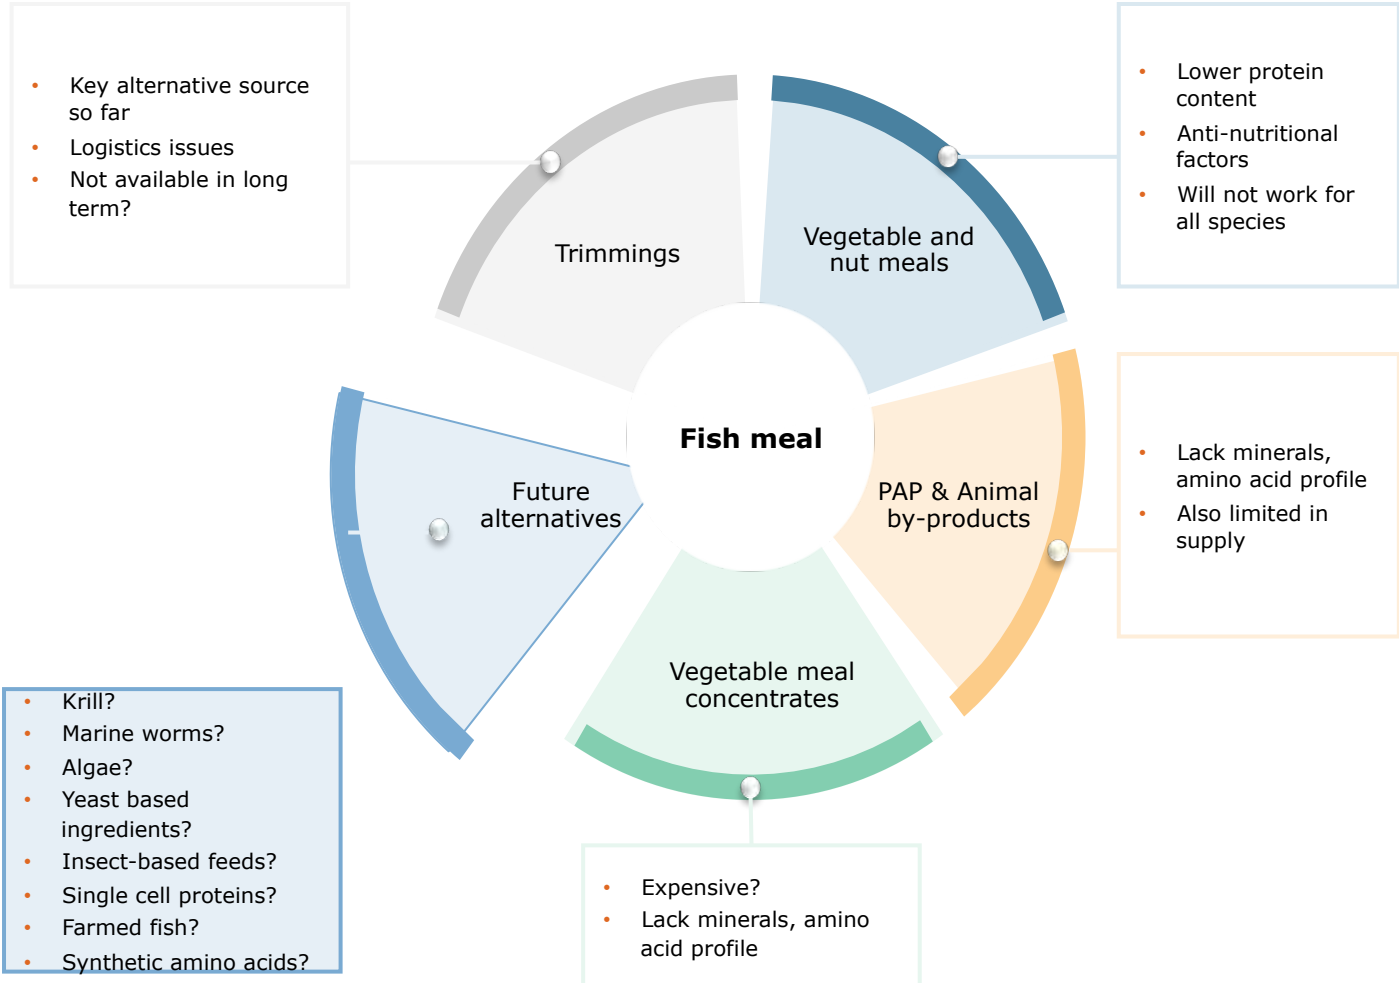 • Key alternative source
so far
• Logistics issues
• Not available in long
term?
Trimmings
Vegetable and
nut meals
• Lower protein
content
• Anti-nutritional
factors
• Will not work for
all species
Fish meal
Future
alternatives
PAP & Animal
by-products
• Lack minerals,
amino acid profile
• Also limited in
supply
Vegetable meal
concentrates
• Krill?
• Marine worms?
• Algae?
• Yeast based
ingredients?
• Insect-based feeds?
• Single cell proteins?
• Farmed fish?
• Synthetic amino acids?
• Expensive?
• Lack minerals, amino
acid profile